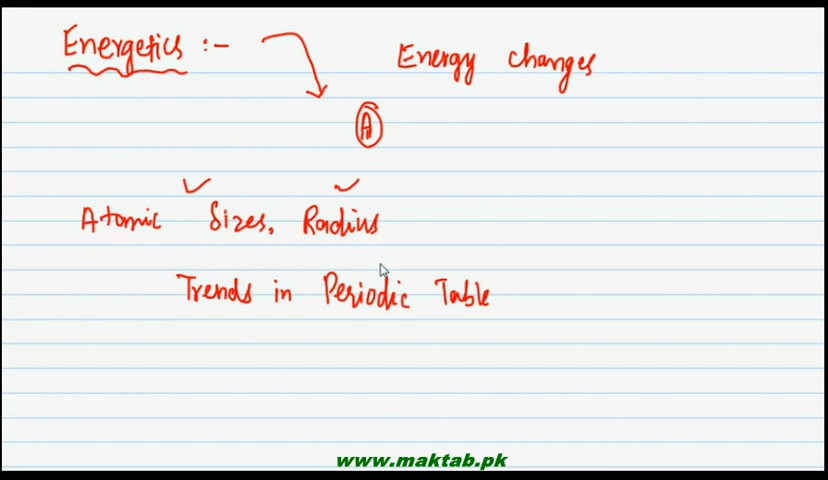 Energetics :- Energy changes
A
Atomic Sizes, Radius
Trends in Periodic Table
www.maktab.pk